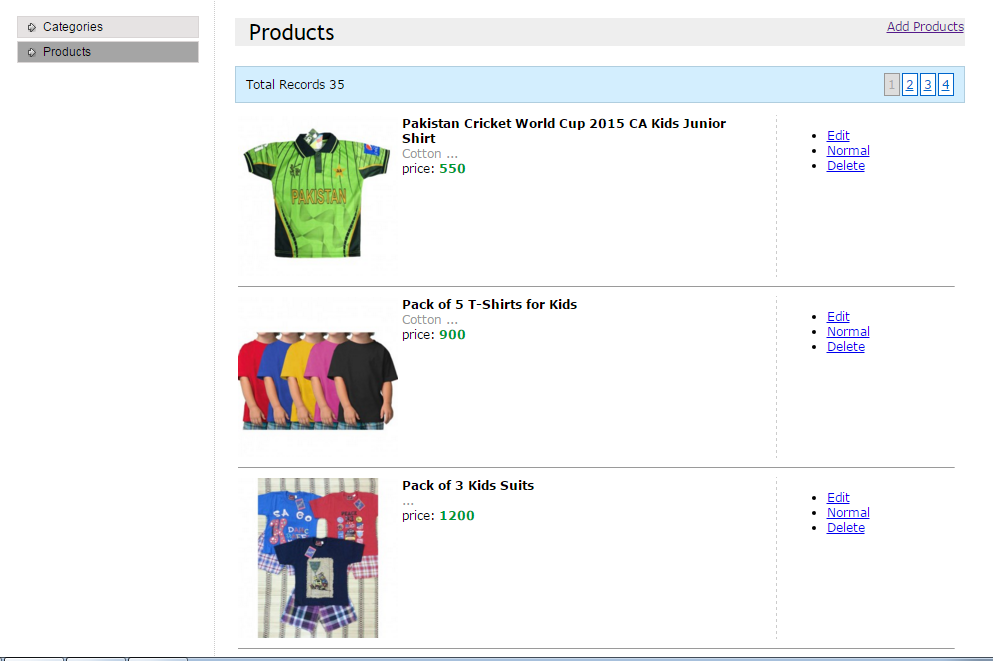 Categories
Products
Products
Add Products
Total Records 35
1 2 3 4
Pakistan Cricket World Cup 2015 CA Kids Junior
Shirt
Cotton ...
price: 550
Edit
Normal
Delete
PAKISTAN
Pack of 5 T-Shirts for Kids
Cotton ...
price: 900
Edit
Normal
Delete
Pack of 3 Kids Suits
...
price: 1200
Edit
Normal
Delete